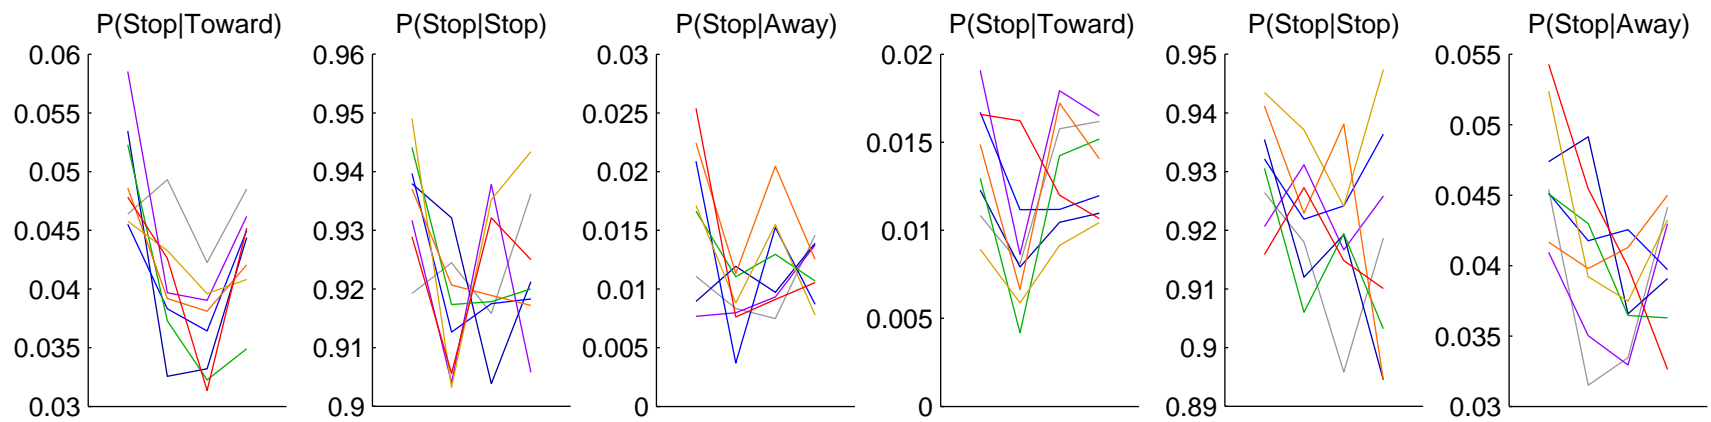 P(Stop|Toward) P(Stop|Stop) P(Stop|Away) P(Stop|Toward) P(Stop|Stop) P(Stop|Away)
0.06 0.96 0.03 0.02 0.95 0.055
0.055 0.95 0.025 0.94 0.05
0.05 0.94 0.02 0.015 0.93 0.045
0.045 0.93 0.015 0.01 0.92 0.04
0.04 0.92 0.01 0.005 0.91 0.035
0.035 0.91 0.005 0.9
0.03 0.9 0 0 0.89 0.03